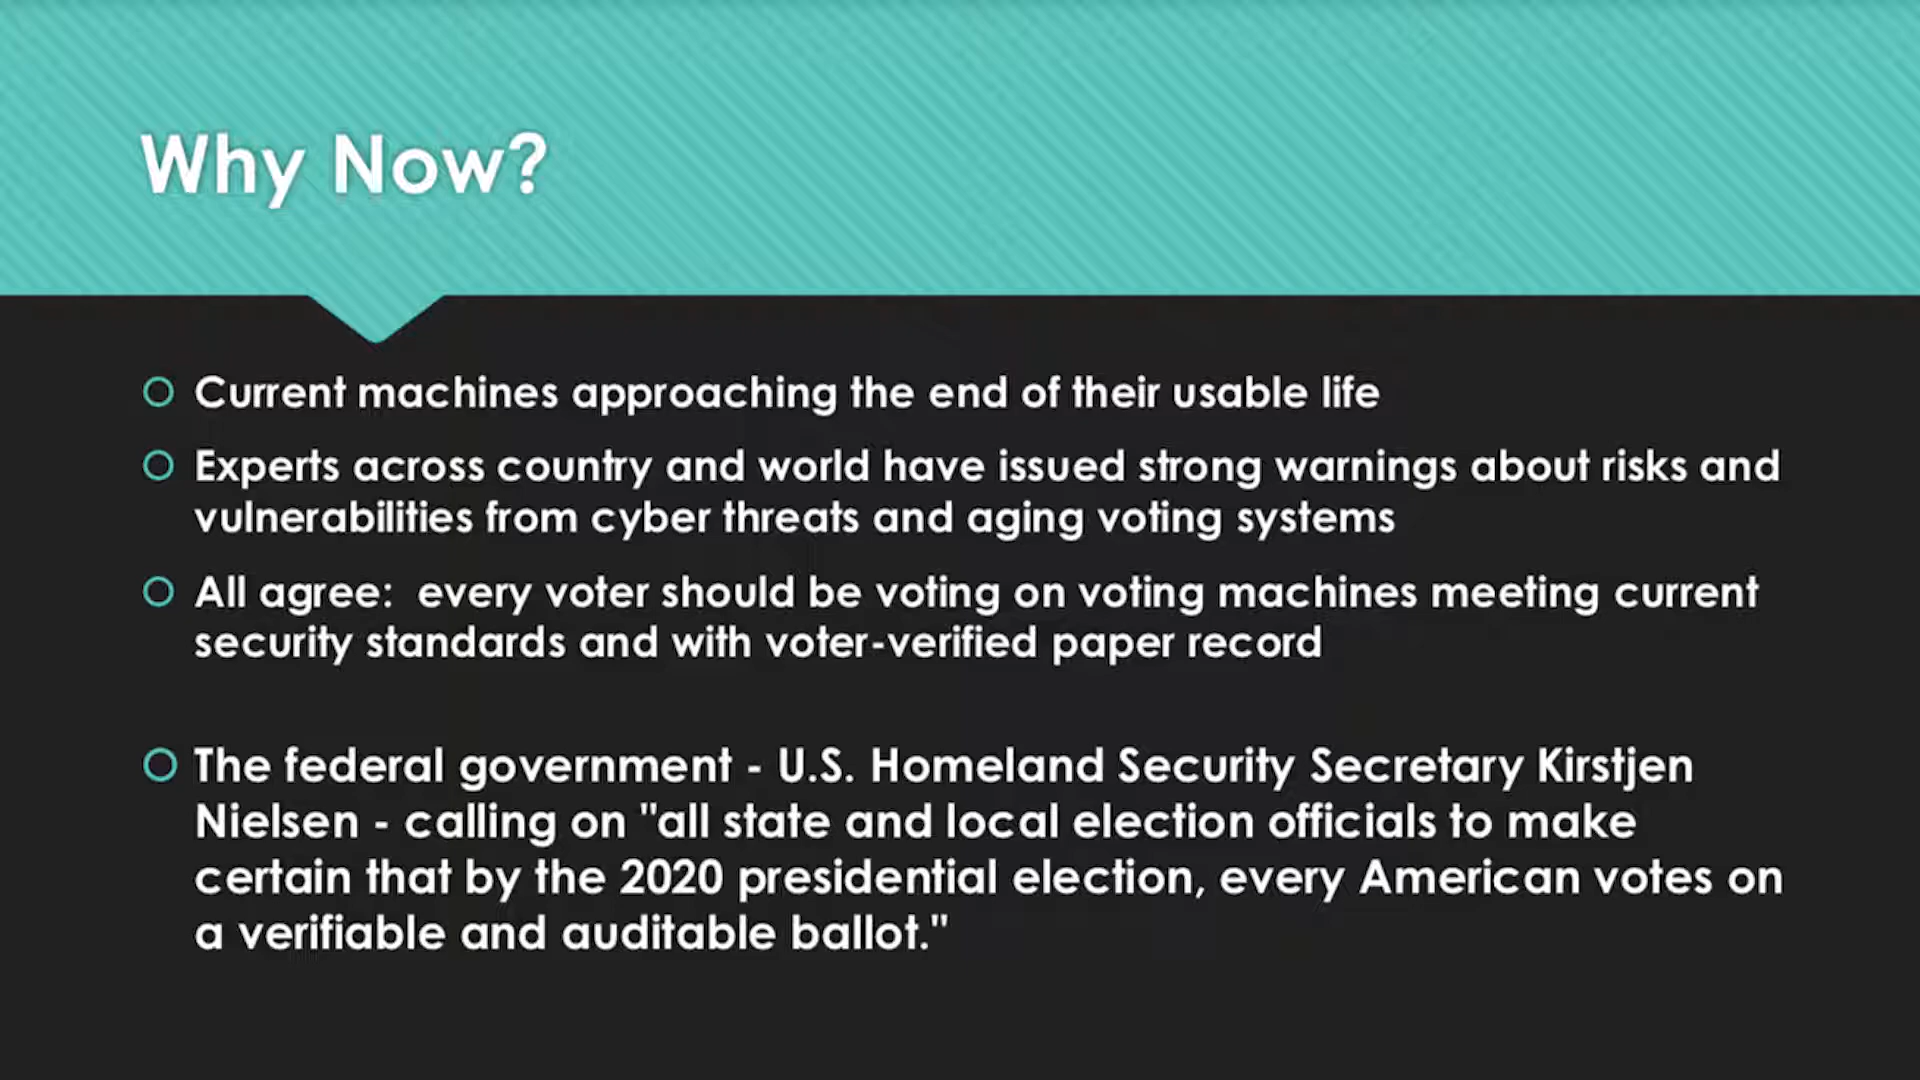 Why Now?
Current machines approaching the end of their usable life
Experts across country and world have issued strong warnings about risks and
vulnerabilities from cyber threats and aging voting systems
All agree:  every voter should be voting on voting machines meeting current
security standards and with voter-verified paper record
The federal government - U.S. Homeland Security Secretary Kirstjen
Nielsen - calling on "all state and local election officials to make
certain that by the 2020 presidential election, every American votes on
a verifiable and auditable ballot."